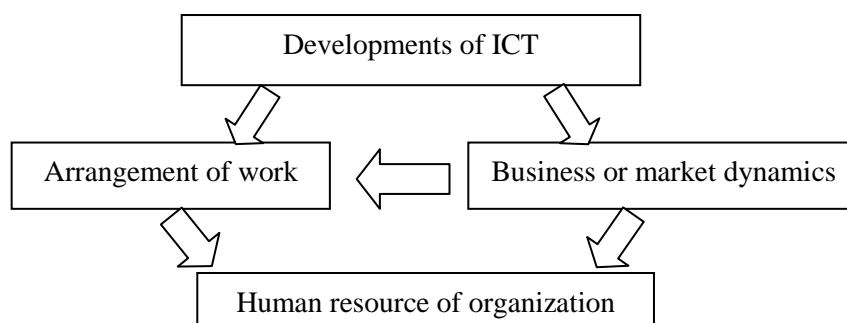 Developments of ICT
Arrangement of work
Business or market dynamics
Human resource of organization